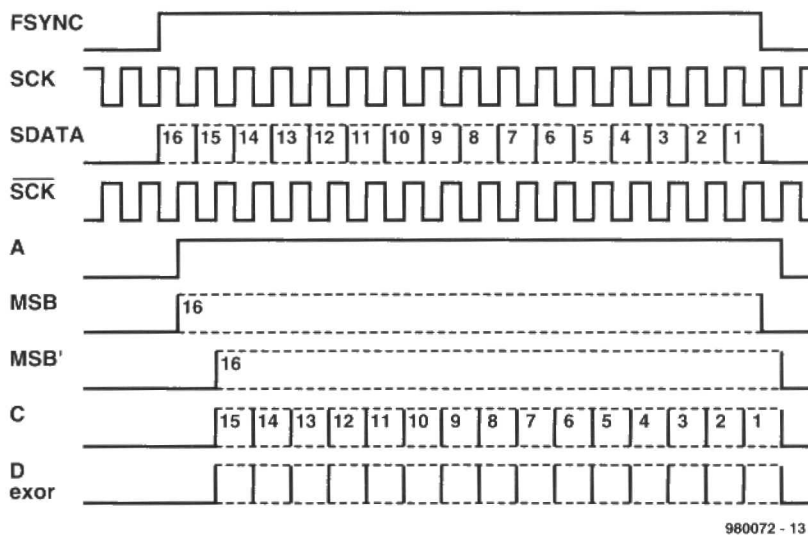 FSYNC
SCK
SDATA 16 15 14 13 12 11 10 9 8 7 6 5 4 3 2 1
SCK
A
MSB 16
MSB' 16
C 15 14 13 12 11 10 9 8 7 6 5 4 3 2 1
D
exor
980072 - 13